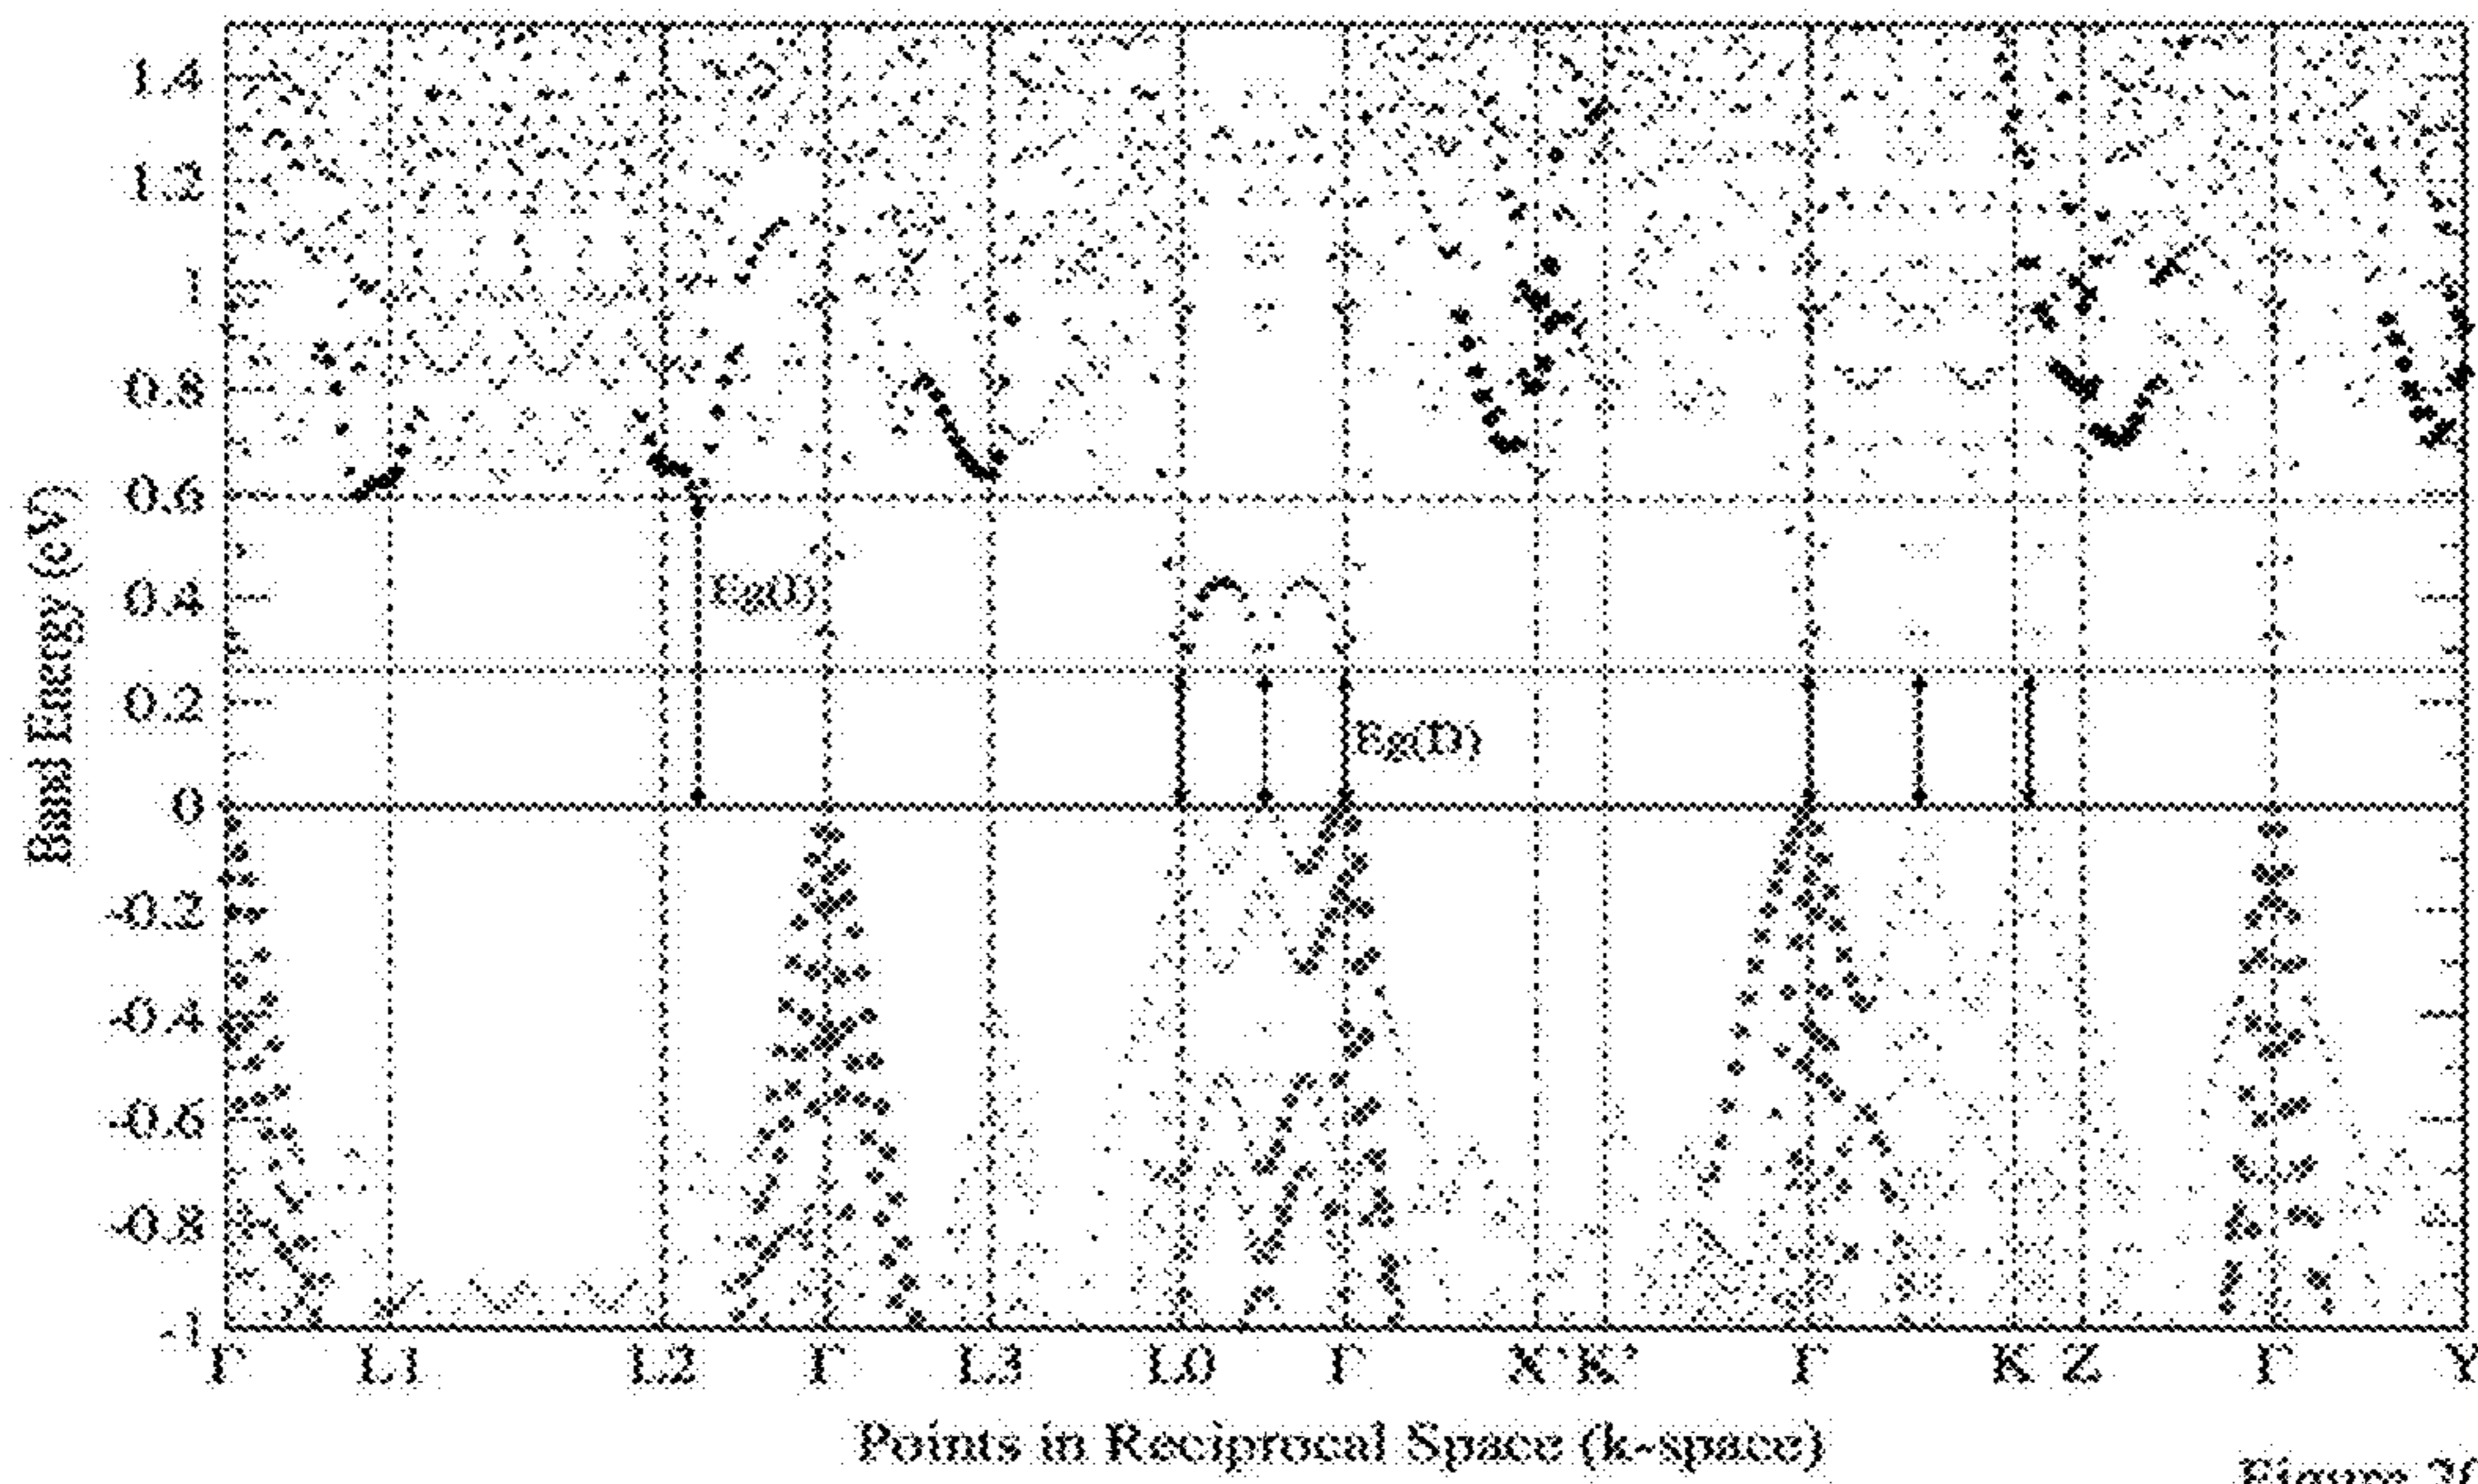 1.4
1.2
1
0.8
0.6
0.4
0.2
0
-0.2
-0.4
-0.6
-0.8
-1
Band Energy (eV)
Eg(I)
Eg(D)
Γ L1 L2 Γ L3 L0 Γ X' K' Γ K Z Γ Y
Points in Reciprocal Space (k-space)
Figure